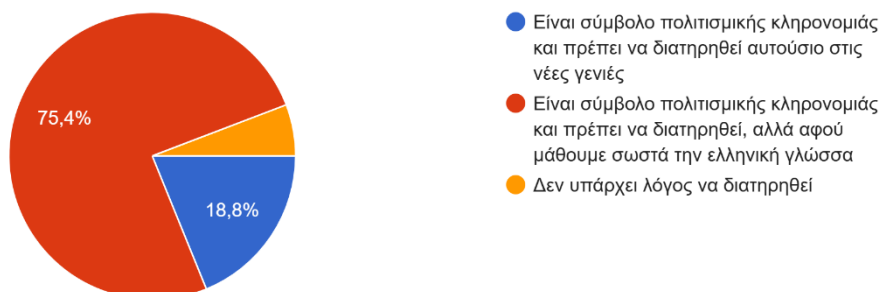 75,4%
18,8%
Είναι σύμβολο πολιτισμικής κληρονομιάς
και πρέπει να διατηρηθεί αυτούσιο στις
νέες γενιές
Είναι σύμβολο πολιτισμικής κληρονομιάς
και πρέπει να διατηρηθεί, αλλά αφού
μάθουμε σωστά την ελληνική γλώσσα
Δεν υπάρχει λόγος να διατηρηθεί